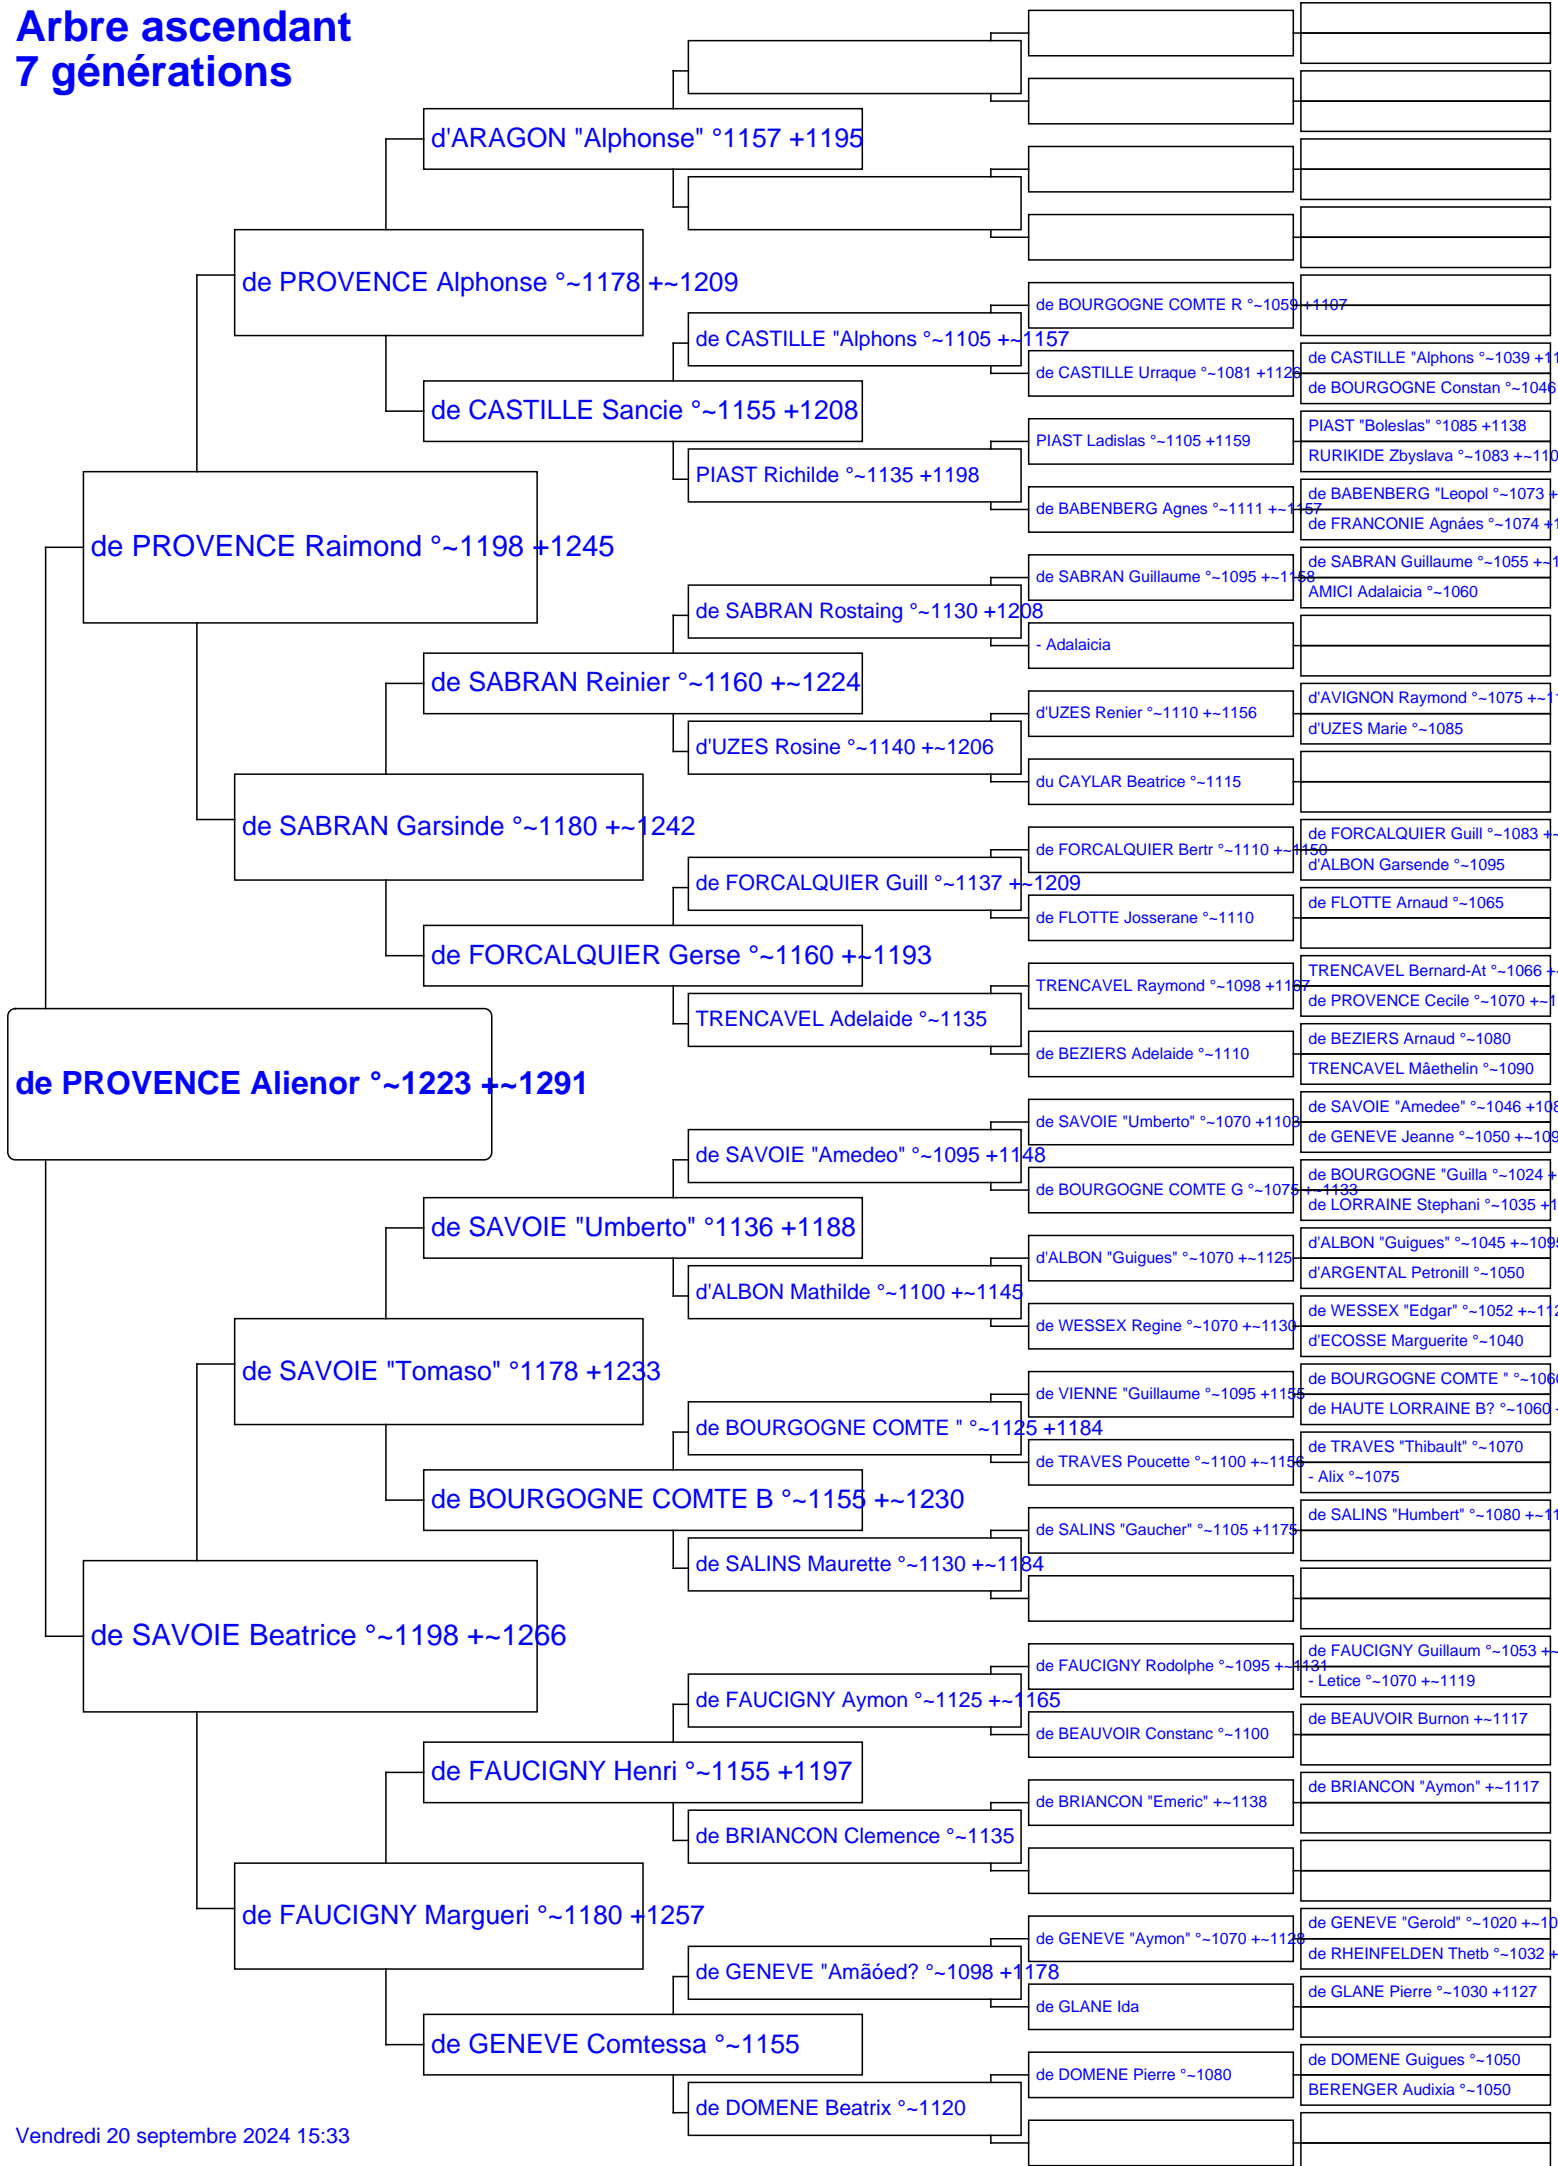 Arbre ascendant
7 générations
d'ARAGON "Alphonse" °1157 +1195
de PROVENCE Alphonse °~1178 +~1209
de BOURGOGNE COMTE R °~1059 +1107
de CASTILLE "Alphons °~1105 +~1157
de CASTILLE Urraque °~1081 +1126
de CASTILLE "Alphons °~1039 +11
de BOURGOGNE Constan °~1046
de CASTILLE Sancie °~1155 +1208
PIAST Ladislas °~1105 +1159
PIAST "Boleslas" °1085 +1138
RURIKIDE Zbyslava °~1083 +~110
PIAST Richilde °~1135 +1198
de BABENBERG Agnes °~1111 +~1157
de BABENBERG "Leopol °~1073 +
de FRANCONIE Agnáes °~1074 +1
de PROVENCE Raimond °~1198 +1245
de SABRAN Guillaume °~1095 +~1158
de SABRAN Guillaume °~1055 +~1
AMICI Adalaicia °~1060
de SABRAN Rostaing °~1130 +1208
- Adalaicia
de SABRAN Reinier °~1160 +~1224
d'UZES Renier °~1110 +~1156
d'AVIGNON Raymond °~1075 +~11
d'UZES Marie °~1085
d'UZES Rosine °~1140 +~1206
du CAYLAR Beatrice °~1115
de SABRAN Garsinde °~1180 +~1242
de FORCALQUIER Bertr °~1110 +~1150
de FORCALQUIER Guill °~1083 +~
d'ALBON Garsende °~1095
de FORCALQUIER Guill °~1137 +~1209
de FLOTTE Josserane °~1110
de FLOTTE Arnaud °~1065
de FORCALQUIER Gerse °~1160 +~1193
TRENCAVEL Raymond °~1098 +1167
TRENCAVEL Bernard-At °~1066 +~
de PROVENCE Cecile °~1070 +~1
TRENCAVEL Adelaide °~1135
de BEZIERS Adelaide °~1110
de BEZIERS Arnaud °~1080
TRENCAVEL Mâethelin °~1090
de PROVENCE Alienor °~1223 +~1291
de SAVOIE "Umberto" °~1070 +1103
de SAVOIE "Amedee" °~1046 +108
de GENEVE Jeanne °~1050 +~109
de SAVOIE "Amedeo" °~1095 +1148
de BOURGOGNE COMTE G °~1075 +~1133
de BOURGOGNE "Guilla °~1024 +
de LORRAINE Stephani °~1035 +1
de SAVOIE "Umberto" °1136 +1188
d'ALBON "Guigues" °~1070 +~1125
d'ALBON "Guigues" °~1045 +~1095
d'ARGENTAL Petronill °~1050
d'ALBON Mathilde °~1100 +~1145
de WESSEX Regine °~1070 +~1130
de WESSEX "Edgar" °~1052 +~112
d'ECOSSE Marguerite °~1040
de SAVOIE "Tomaso" °1178 +1233
de VIENNE "Guillaume °~1095 +1155
de BOURGOGNE COMTE " °~1060
de HAUTE LORRAINE B? °~1060 +
de BOURGOGNE COMTE " °~1125 +1184
de TRAVES Poucette °~1100 +~1156
de TRAVES "Thibault" °~1070
- Alix °~1075
de BOURGOGNE COMTE B °~1155 +~1230
de SALINS "Gaucher" °~1105 +1175
de SALINS "Humbert" °~1080 +~11
de SALINS Maurette °~1130 +~1184
de SAVOIE Beatrice °~1198 +~1266
de FAUCIGNY Rodolphe °~1095 +~1131
de FAUCIGNY Guillaum °~1053 +~
- Letice °~1070 +~1119
de FAUCIGNY Aymon °~1125 +~1165
de BEAUVOIR Constanc °~1100
de BEAUVOIR Burnon +~1117
de FAUCIGNY Henri °~1155 +1197
de BRIANCON "Emeric" +~1138
de BRIANCON "Aymon" +~1117
de BRIANCON Clemence °~1135
de FAUCIGNY Margueri °~1180 +1257
de GENEVE "Aymon" °~1070 +~1128
de GENEVE "Gerold" °~1020 +~10
de RHEINFELDEN Thetb °~1032 +
de GENEVE "Amãóed? °~1098 +1178
de GLANE Ida
de GLANE Pierre °~1030 +1127
de GENEVE Comtessa °~1155
de DOMENE Pierre °~1080
de DOMENE Guigues °~1050
BERENGER Audixia °~1050
de DOMENE Beatrix °~1120
Vendredi 20 septembre 2024 15:33